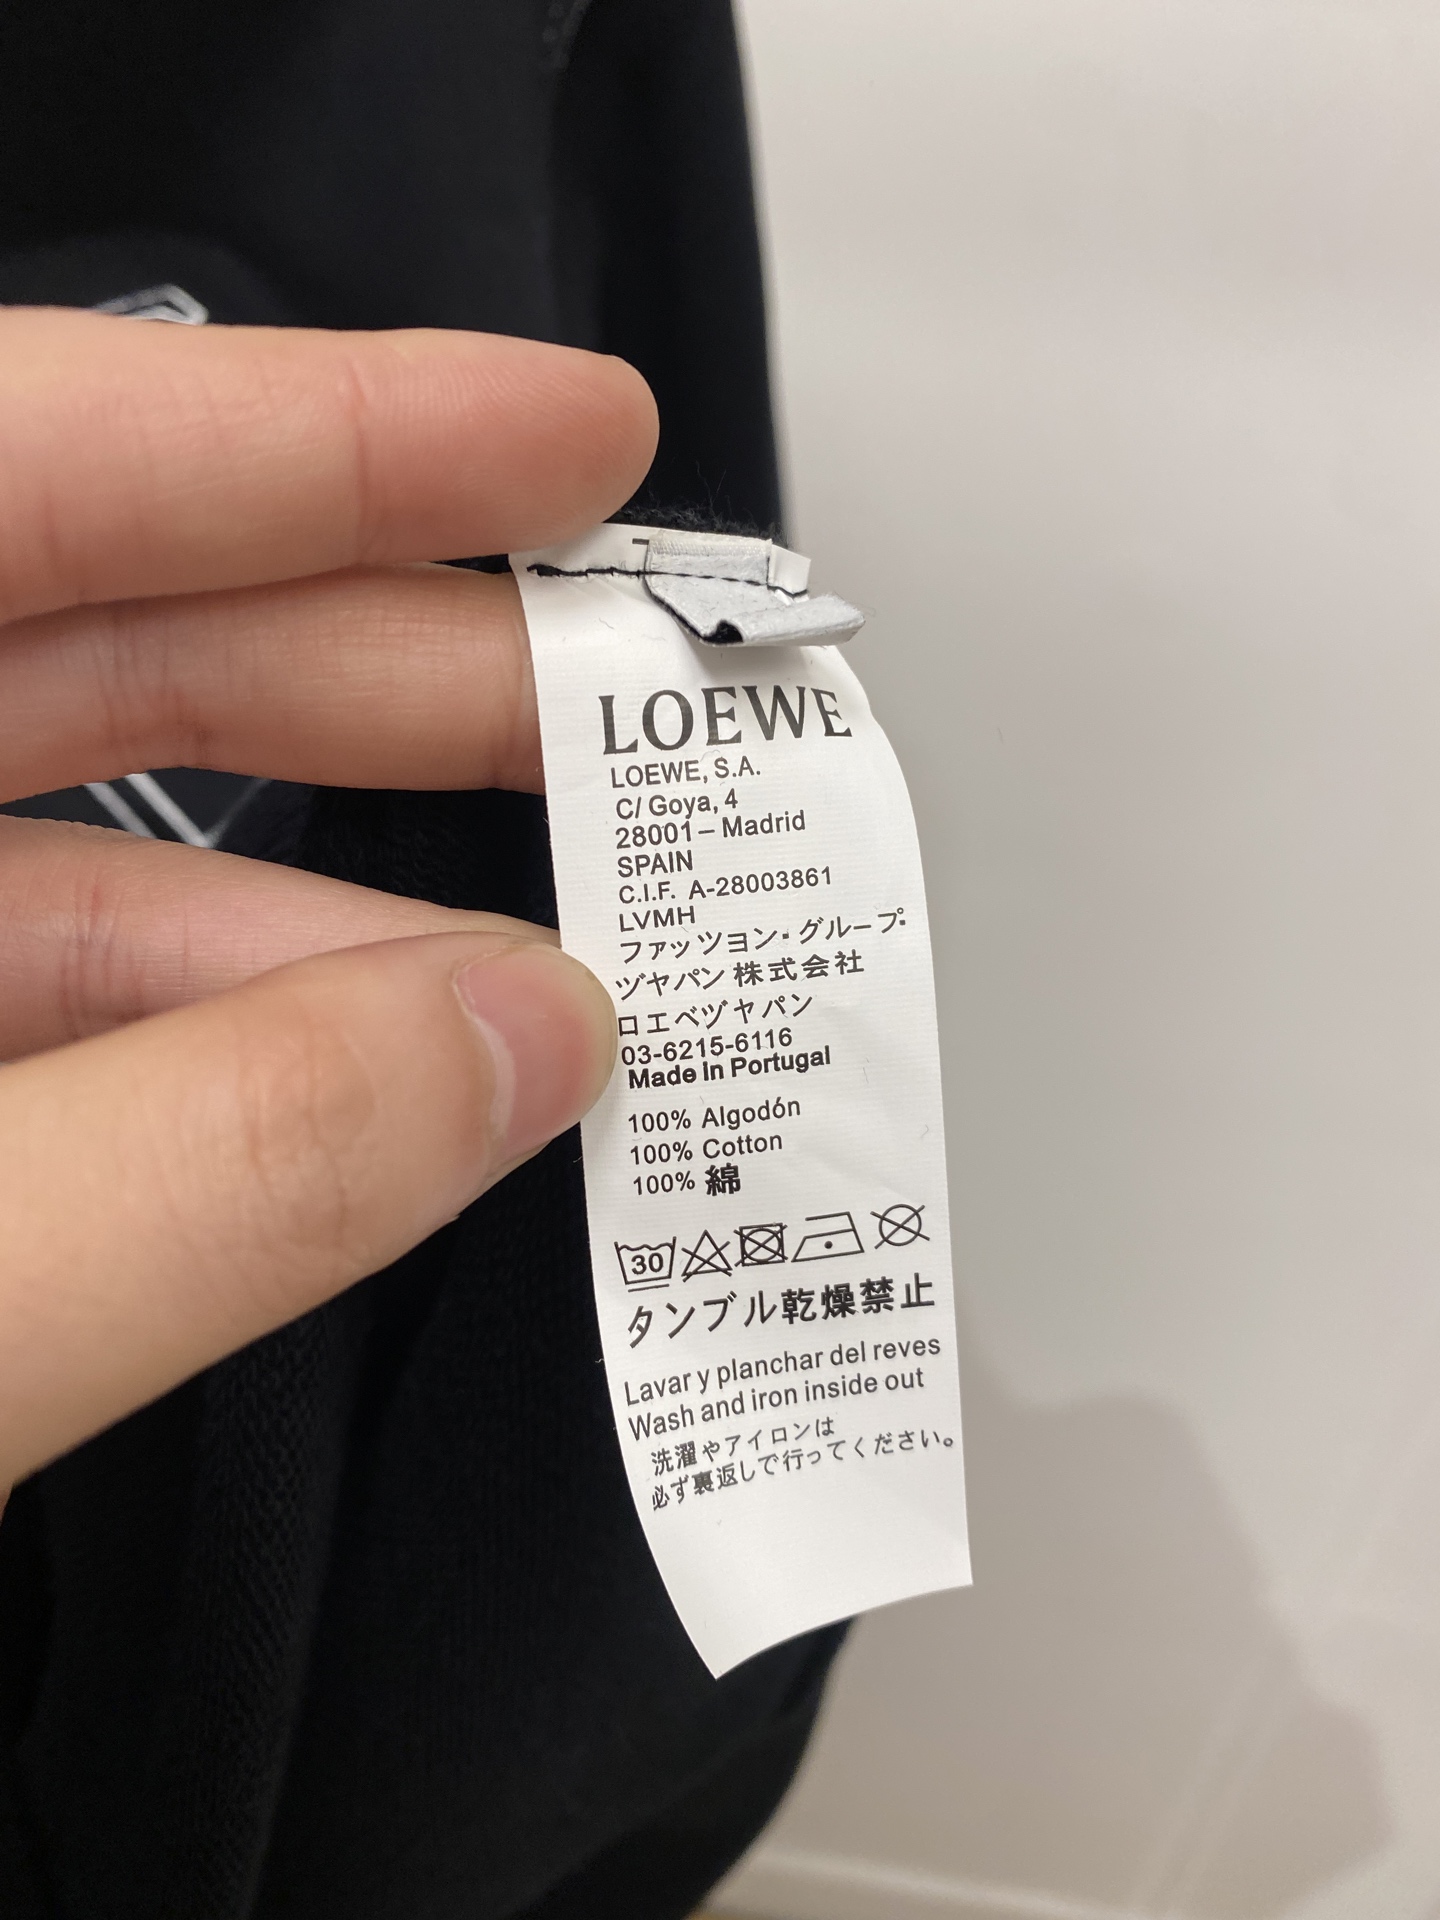 LOEWE
LOEWE, S.A.
C/ Goya, 4
28001 – Madrid
SPAIN
C.I.F. A-28003861
LVMH
ファッツョン·グループ·
ヅヤパン 株式会社
ロエベヅヤパン
03-6215-6116
Made in Portugal
100% Algodón
100% Cotton
100% 綿
30
タンブル乾燥禁止
Lavar y planchar del reves
Wash and iron inside out
洗濯やアイロンは
必ず裏返しで行ってください。